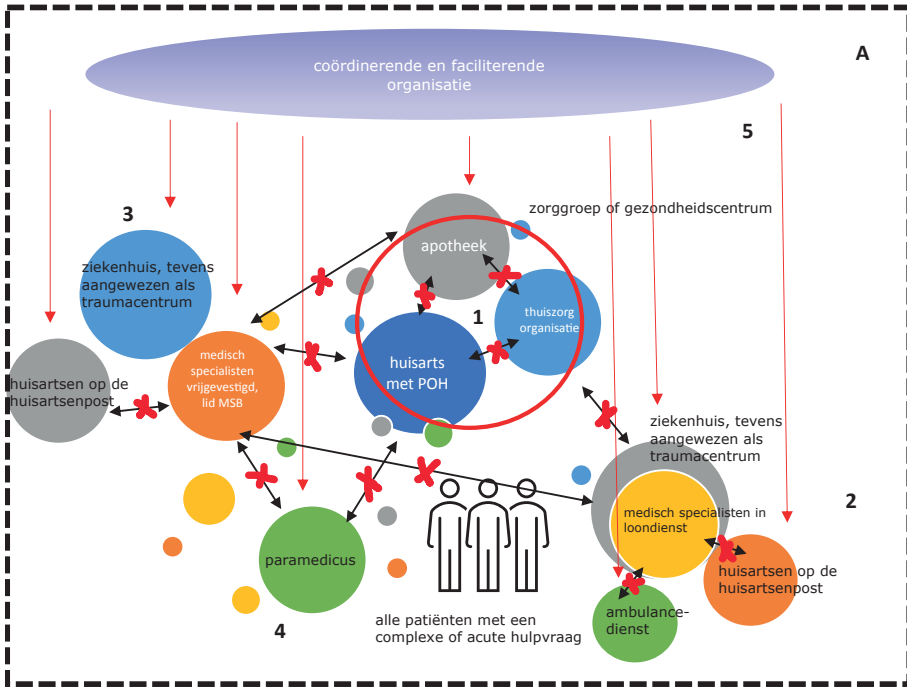 coördinerende en faciliterende
organisatie
A
5
3
zorggroep of gezondheidscentrum
apotheek
ziekenhuis, tevens
aangewezen als
traumacentrum
1
thuiszorg
organisatie
medisch
specialisten
vrijgevestigd,
lid MSB
huisarts
met POH
huisartsen op de
huisartsenpost
ziekenhuis, tevens
aangewezen als
traumacentrum
2
medisch specialisten in
loondienst
paramedicus
huisartsen op de
huisartsenpost
ambulance-
dienst
4
alle patiënten met een
complexe of acute hulpvraag